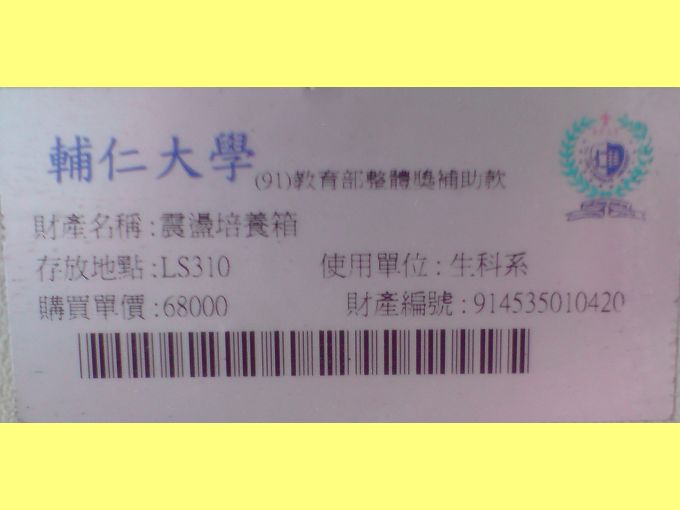 輔仁大學 (91)教育部整體獎補助款
財產名稱:震盪培養箱
存放地點:LS310 使用單位:生科系
購買單價:68000 財產編號:914535010420